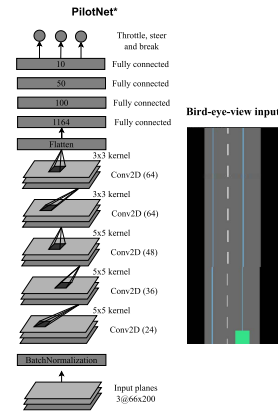 PilotNet*
Throttle, steer
and break
10
Fully connected
50
Fully connected
100
Fully connected
1164
Fully connected
Flatten
3x3 kernel
Conv2D (64)
3x3 kernel
Conv2D (64)
5x5 kernel
Conv2D (48)
5x5 kernel
Conv2D (36)
5x5 kernel
Conv2D (24)
BatchNormalization
Input planes
3@66x200
Bird-eye-view input